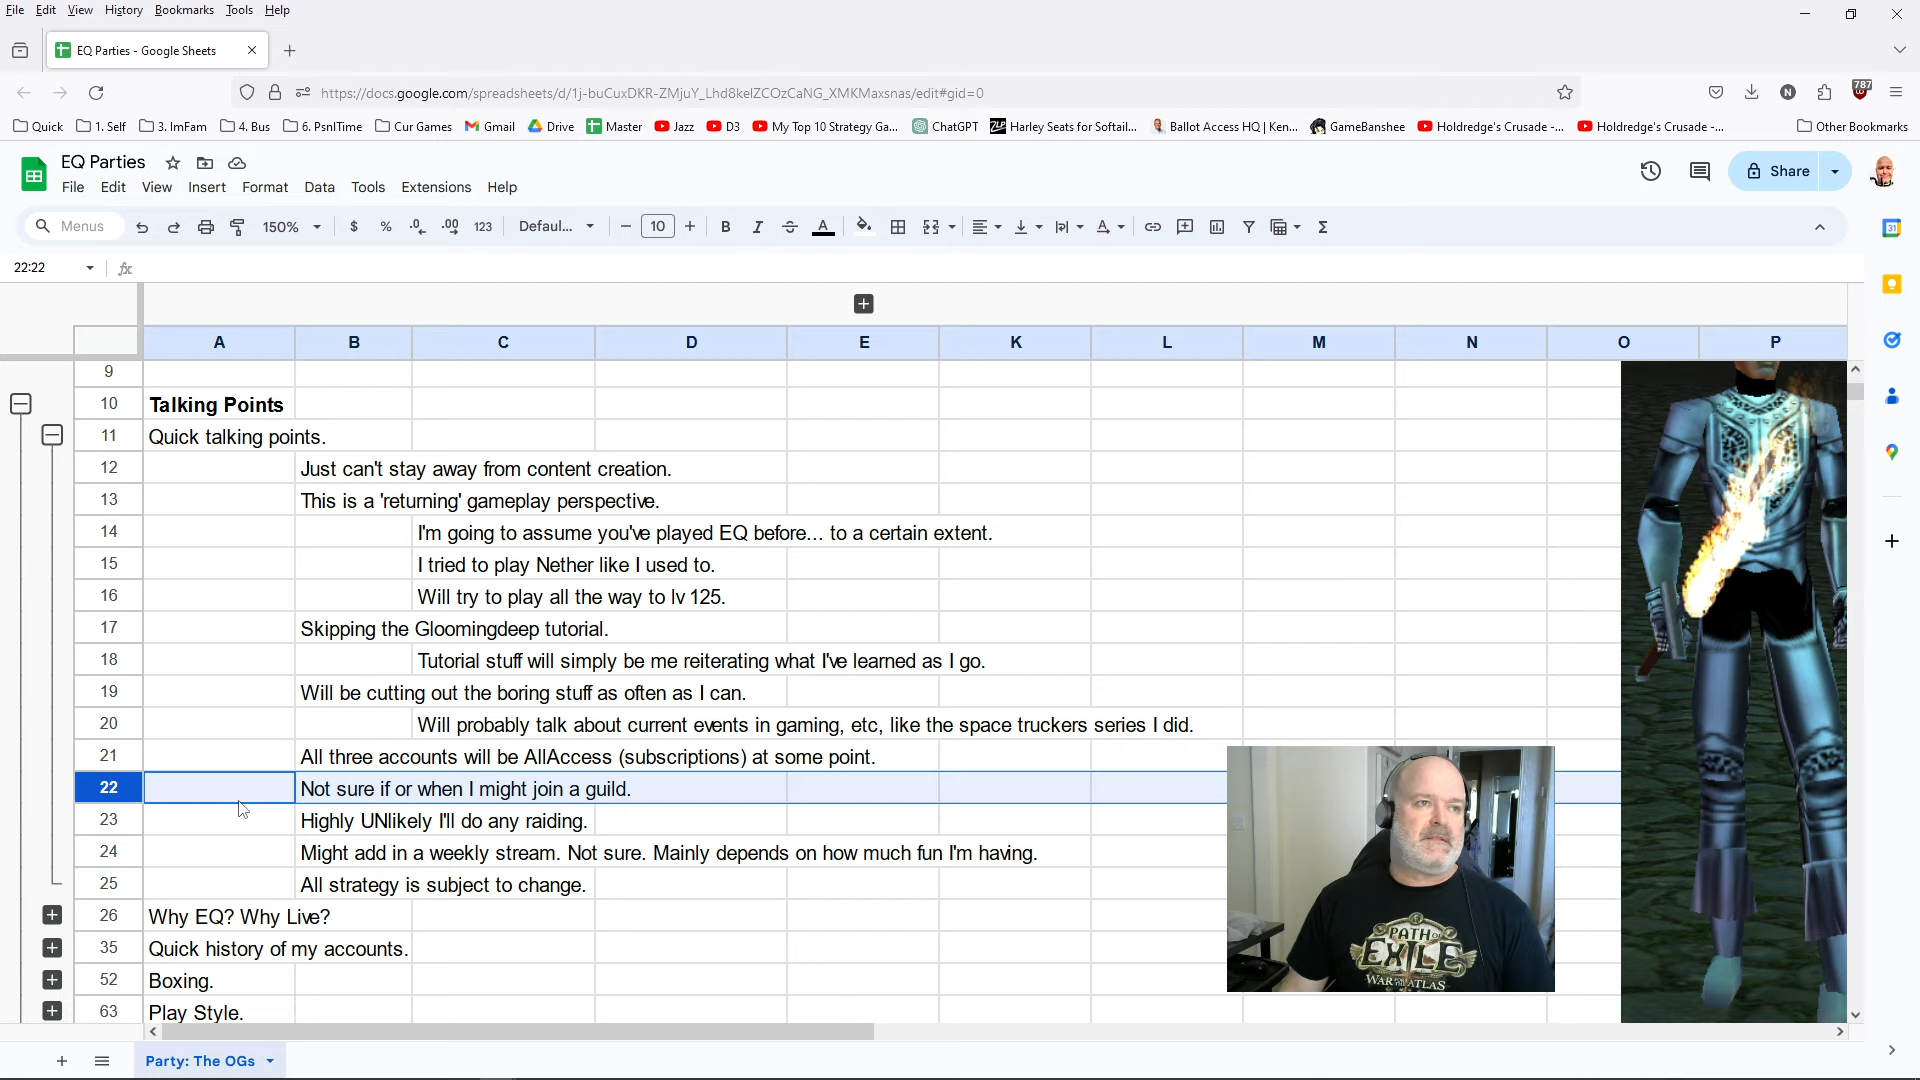 File Edit View History Bookmarks Tools Help
EQ Parties - Google Sheets
https://docs.google.com/spreadsheets/d/1j-buCuxDKR-ZMjuY_Lhd8kelZCOzCaNG_XMKMaxsnas/edit#gid=0
787
N
Quick 1. Self 3. ImFam 4. Bus 6. PsnlTime Cur Games Gmail Drive Master Jazz D3 My Top 10 Strategy Ga... ChatGPT Harley Seats for Softail... Ballot Access HQ | Ken... GameBanshee Holdredge's Crusade -... Holdredge's Crusade -... Other Bookmarks
EQ Parties
File Edit View Insert Format Data Tools Extensions Help
Share
Menus 150% $ % .0 .00 123 Defaul... 10 B I A Σ
31
22:22 fx
A B C D E K L M N O P
9
10 Talking Points
11 Quick talking points.
12 Just can't stay away from content creation.
13 This is a 'returning' gameplay perspective.
14 I'm going to assume you've played EQ before... to a certain extent.
15 I tried to play Nether like I used to.
16 Will try to play all the way to lv 125.
17 Skipping the Gloomingdeep tutorial.
18 Tutorial stuff will simply be me reiterating what I've learned as I go.
19 Will be cutting out the boring stuff as often as I can.
20 Will probably talk about current events in gaming, etc, like the space truckers series I did.
21 All three accounts will be AllAccess (subscriptions) at some point.
22 Not sure if or when I might join a guild.
23 Highly UNlikely I'll do any raiding.
24 Might add in a weekly stream. Not sure. Mainly depends on how much fun I'm having.
25 All strategy is subject to change.
26 Why EQ? Why Live?
35 Quick history of my accounts.
52 Boxing.
63 Play Style.
PATH OF
EXILE
WAR FOR THE ATLAS
Party: The OGs